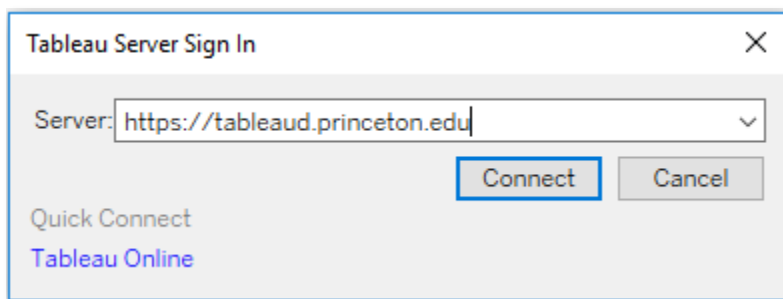 Tableau Server Sign In
Server: https://tableaud.princeton.edu
Connect Cancel
Quick Connect
Tableau Online